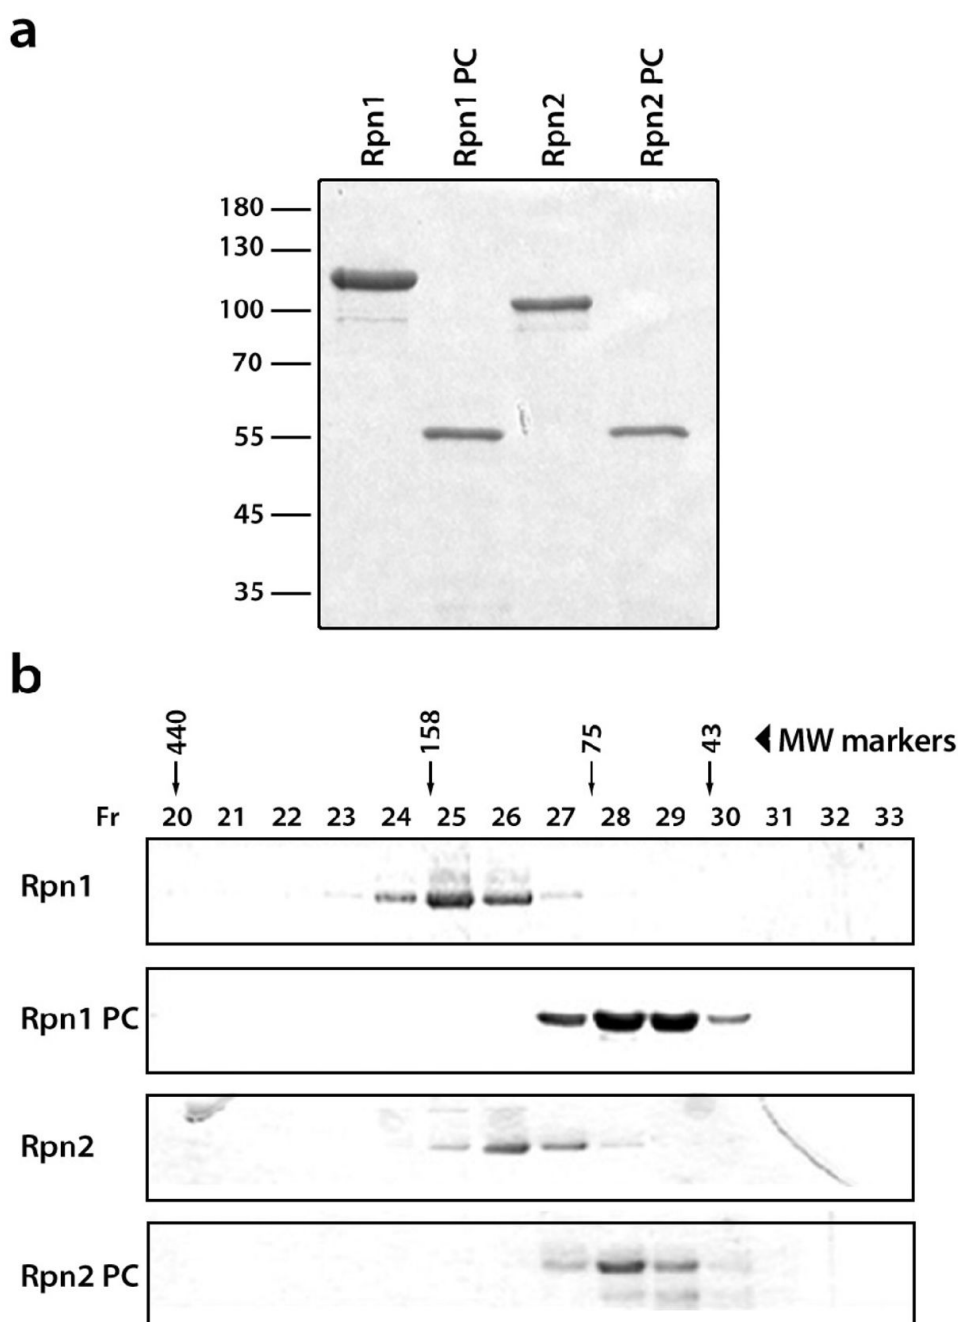 a
Rpn1
Rpn1 PC
Rpn2
Rpn2 PC
180
130
100
70
55
45
35
b
440
158
75
43
MW markers
Fr 20 21 22 23 24 25 26 27 28 29 30 31 32 33
Rpn1
Rpn1 PC
Rpn2
Rpn2 PC